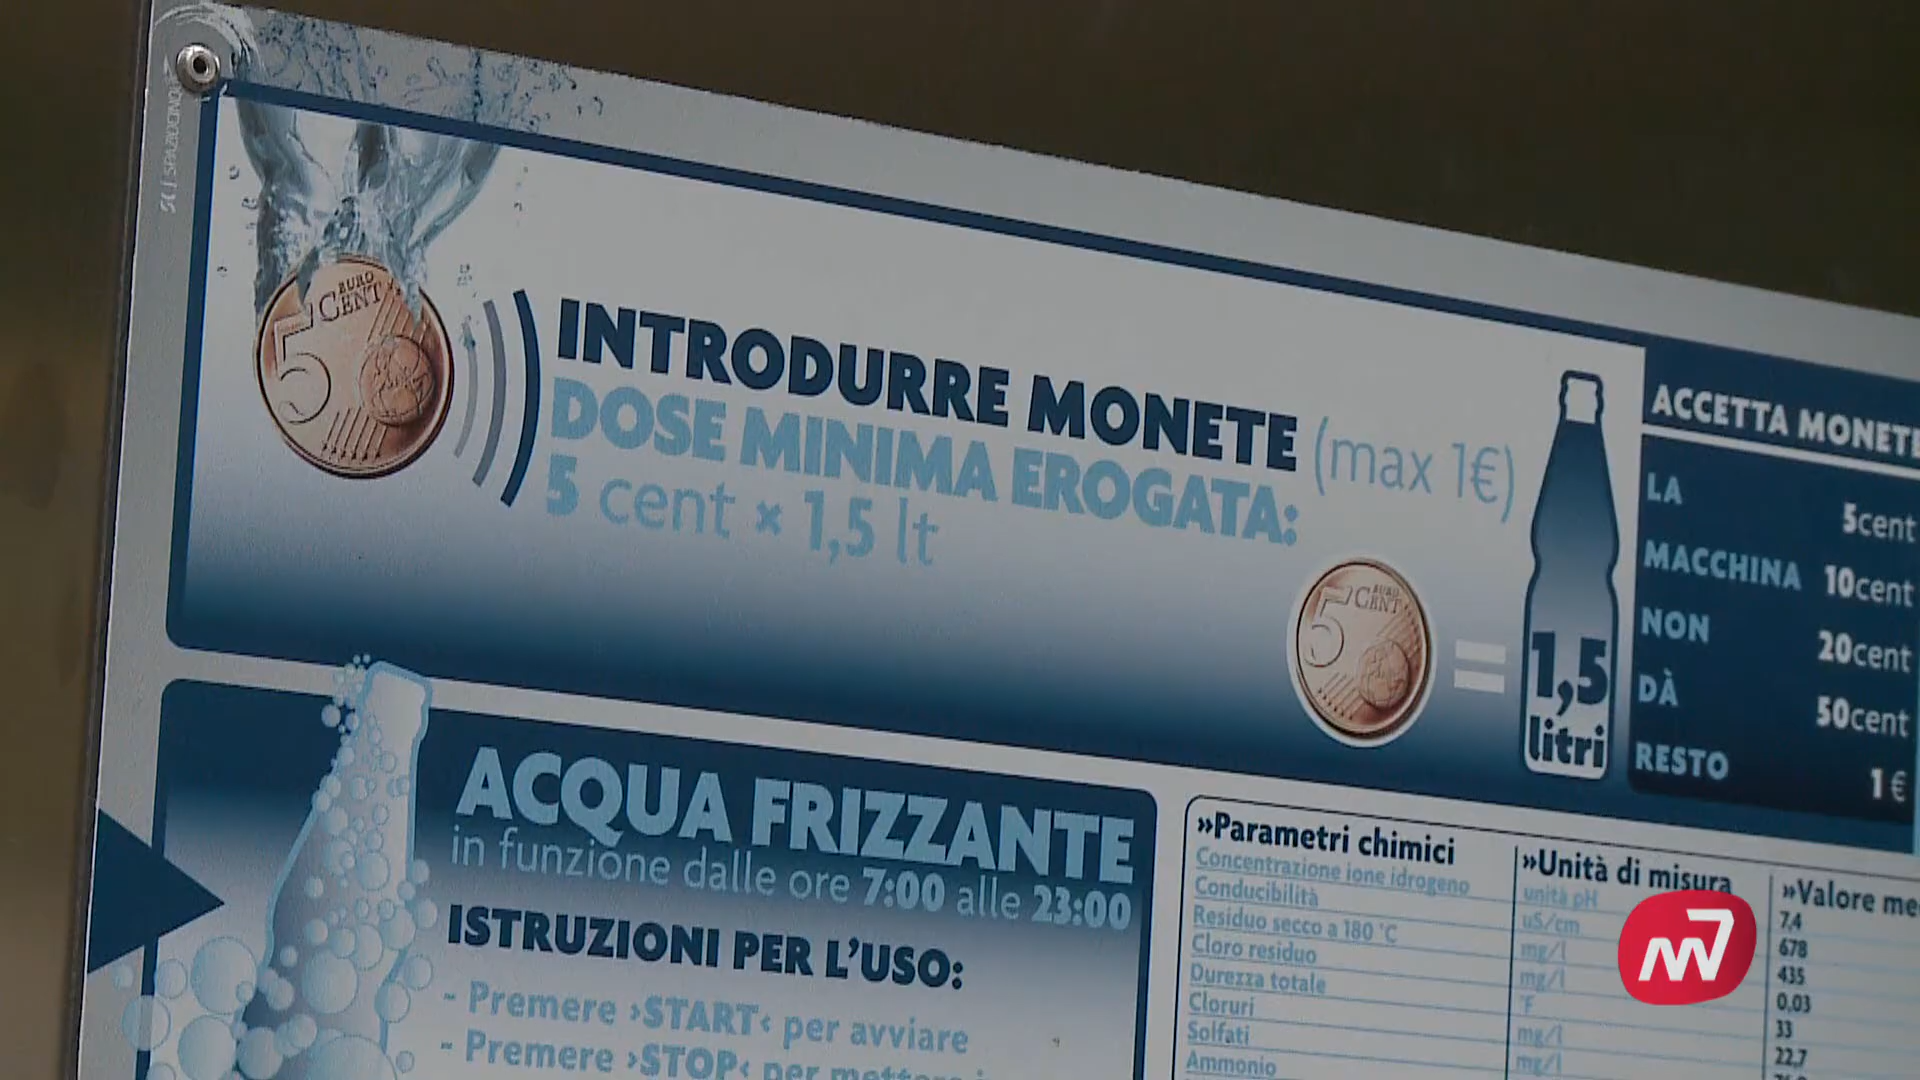 SC | SPAZIOCINQUE
5 EURO CENT
INTRODURRE MONETE (max 1€)
DOSE MINIMA EROGATA:
5 cent × 1,5 lt
5 EURO CENT
=
1,5
litri
ACCETTA MONETE
LA
MACCHINA
NON
DÀ
RESTO
5cent
10cent
20cent
50cent
1€
ACQUA FRIZZANTE
in funzione dalle ore 7:00 alle 23:00
ISTRUZIONI PER L'USO:
- Premere >START< per avviare
- Premere >STOP< per
»Parametri chimici »Unità di misura »Valore
Concentrazione ione idrogeno unità pH 7,4
Conducibilità uS/cm 678
Residuo secco a 180 °C mg/l 435
Cloro residuo mg/l 0,03
Durezza totale °F 33
Cloruri mg/l 22,7
Solfati mg/l
Ammonio